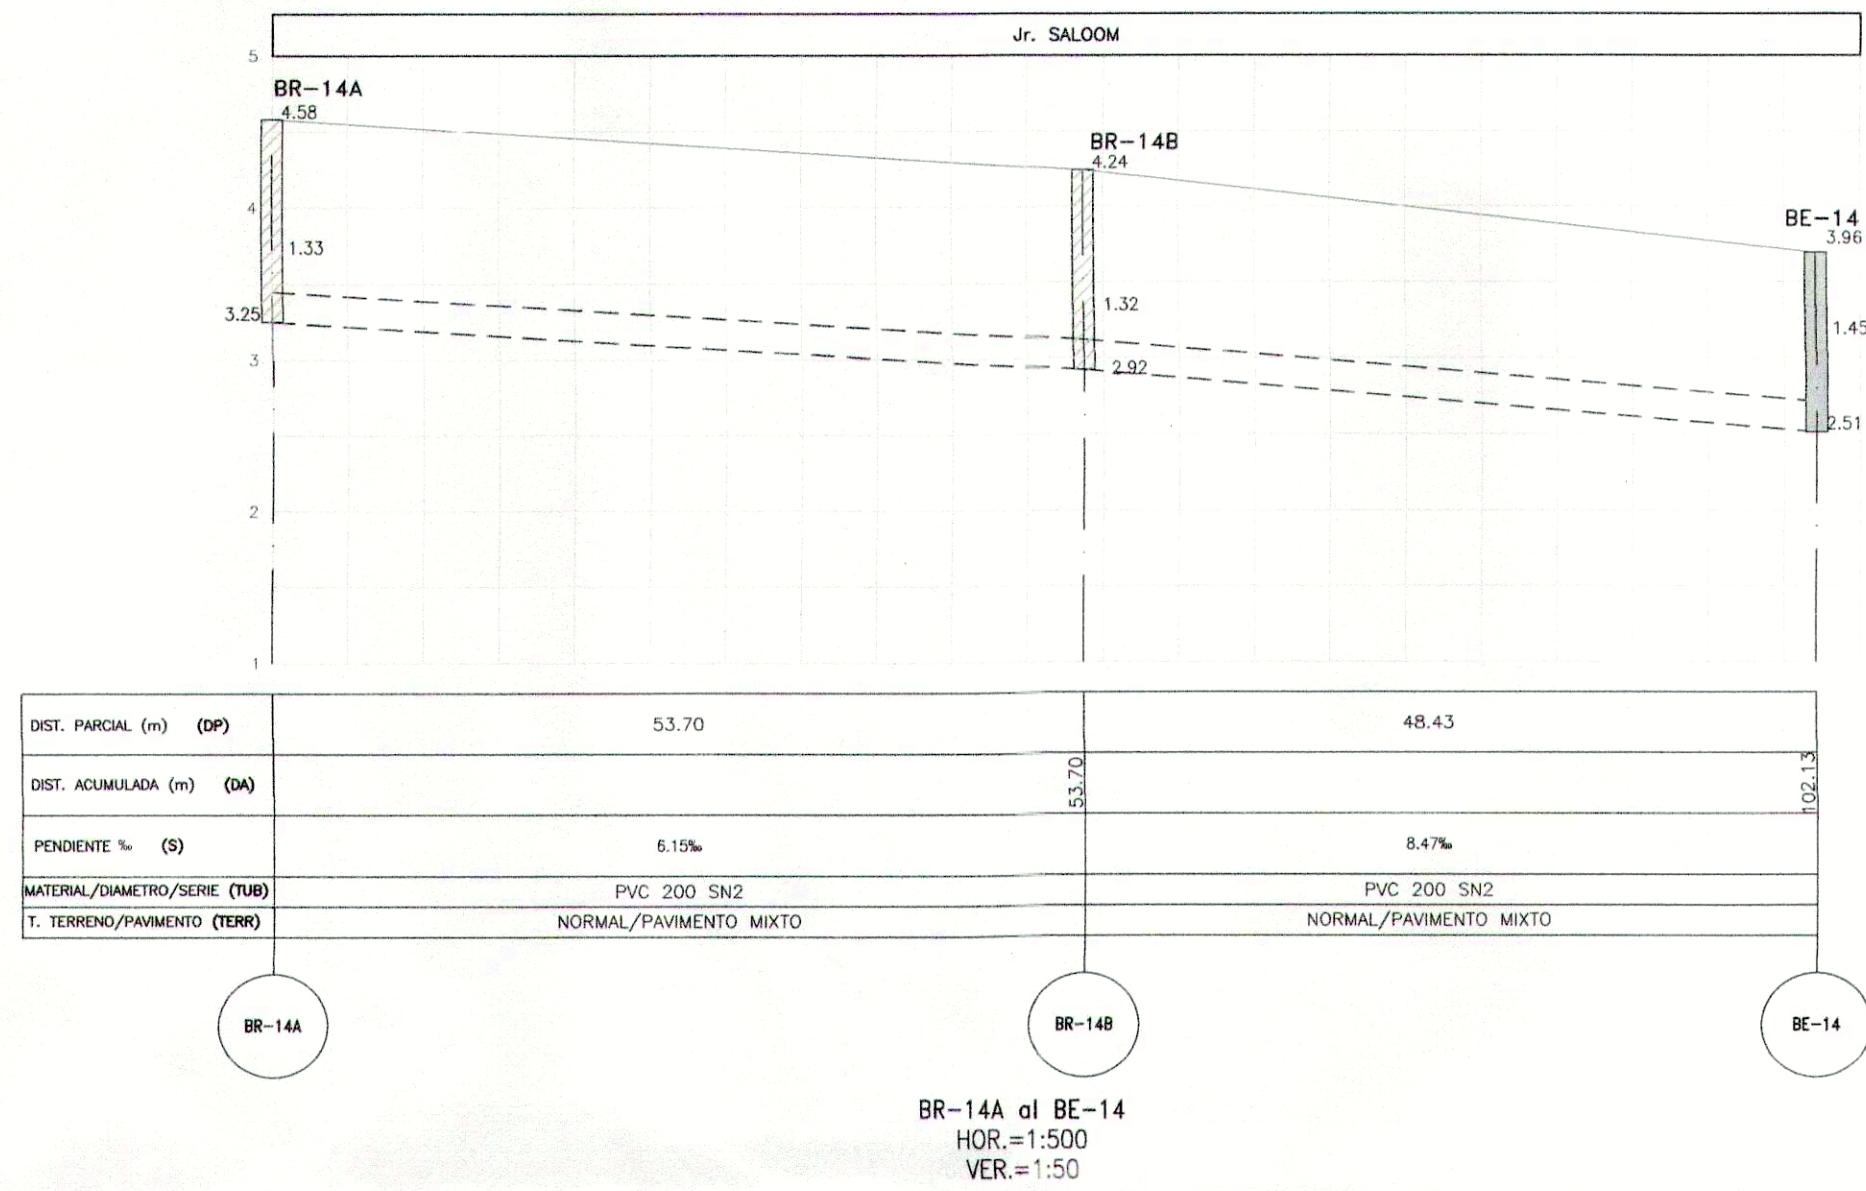 Jr. SALOOM
5
BR-14A
4.58
BR-14B
4.24
4
BE-14
3.96
1.33
1.32
3.25
1.45
3
2.92
2.51
2
1
DIST. PARCIAL (m) (DP) 53.70 48.43
DIST. ACUMULADA (m) (DA) 53.70 102.13
PENDIENTE ‰ (S) 6.15‰ 8.47‰
MATERIAL/DIAMETRO/SERIE (TUB) PVC 200 SN2 PVC 200 SN2
T. TERRENO/PAVIMENTO (TERR) NORMAL/PAVIMENTO MIXTO NORMAL/PAVIMENTO MIXTO
BR-14A BR-14B BE-14
BR-14A al BE-14
HOR.=1:500
VER.=1:50